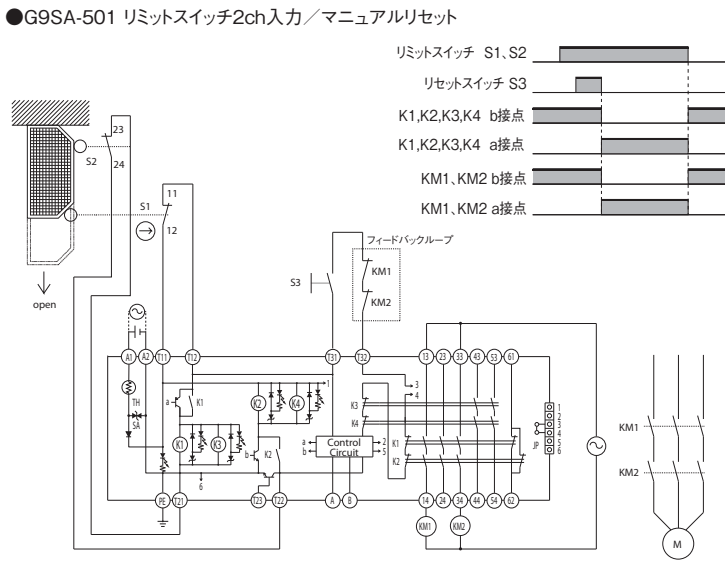 ●G9SA-501 リミットスイッチ2ch入力／マニュアルリセット
リミットスイッチ S1、S2
リセットスイッチ S3
K1,K2,K3,K4 b接点
K1,K2,K3,K4 a接点
KM1、KM2 b接点
KM1、KM2 a接点
23
S2
24
11
S1
12
open
フィードバックループ
S3
KM1
KM2
A1 A2 T11 T12 T31 T32 13 23 33 43 53 61
TH
SA
a
K1
K2
K4
1
3
4
K3
K4
K1
K3
b
K2
a
b
Control
Circuit
2
5
K1
K2
6
JP
1
2
3
4
5
6
PE T21 T23 T22 A B 14 24 34 44 54 62
KM1
KM2
KM1
KM2
M